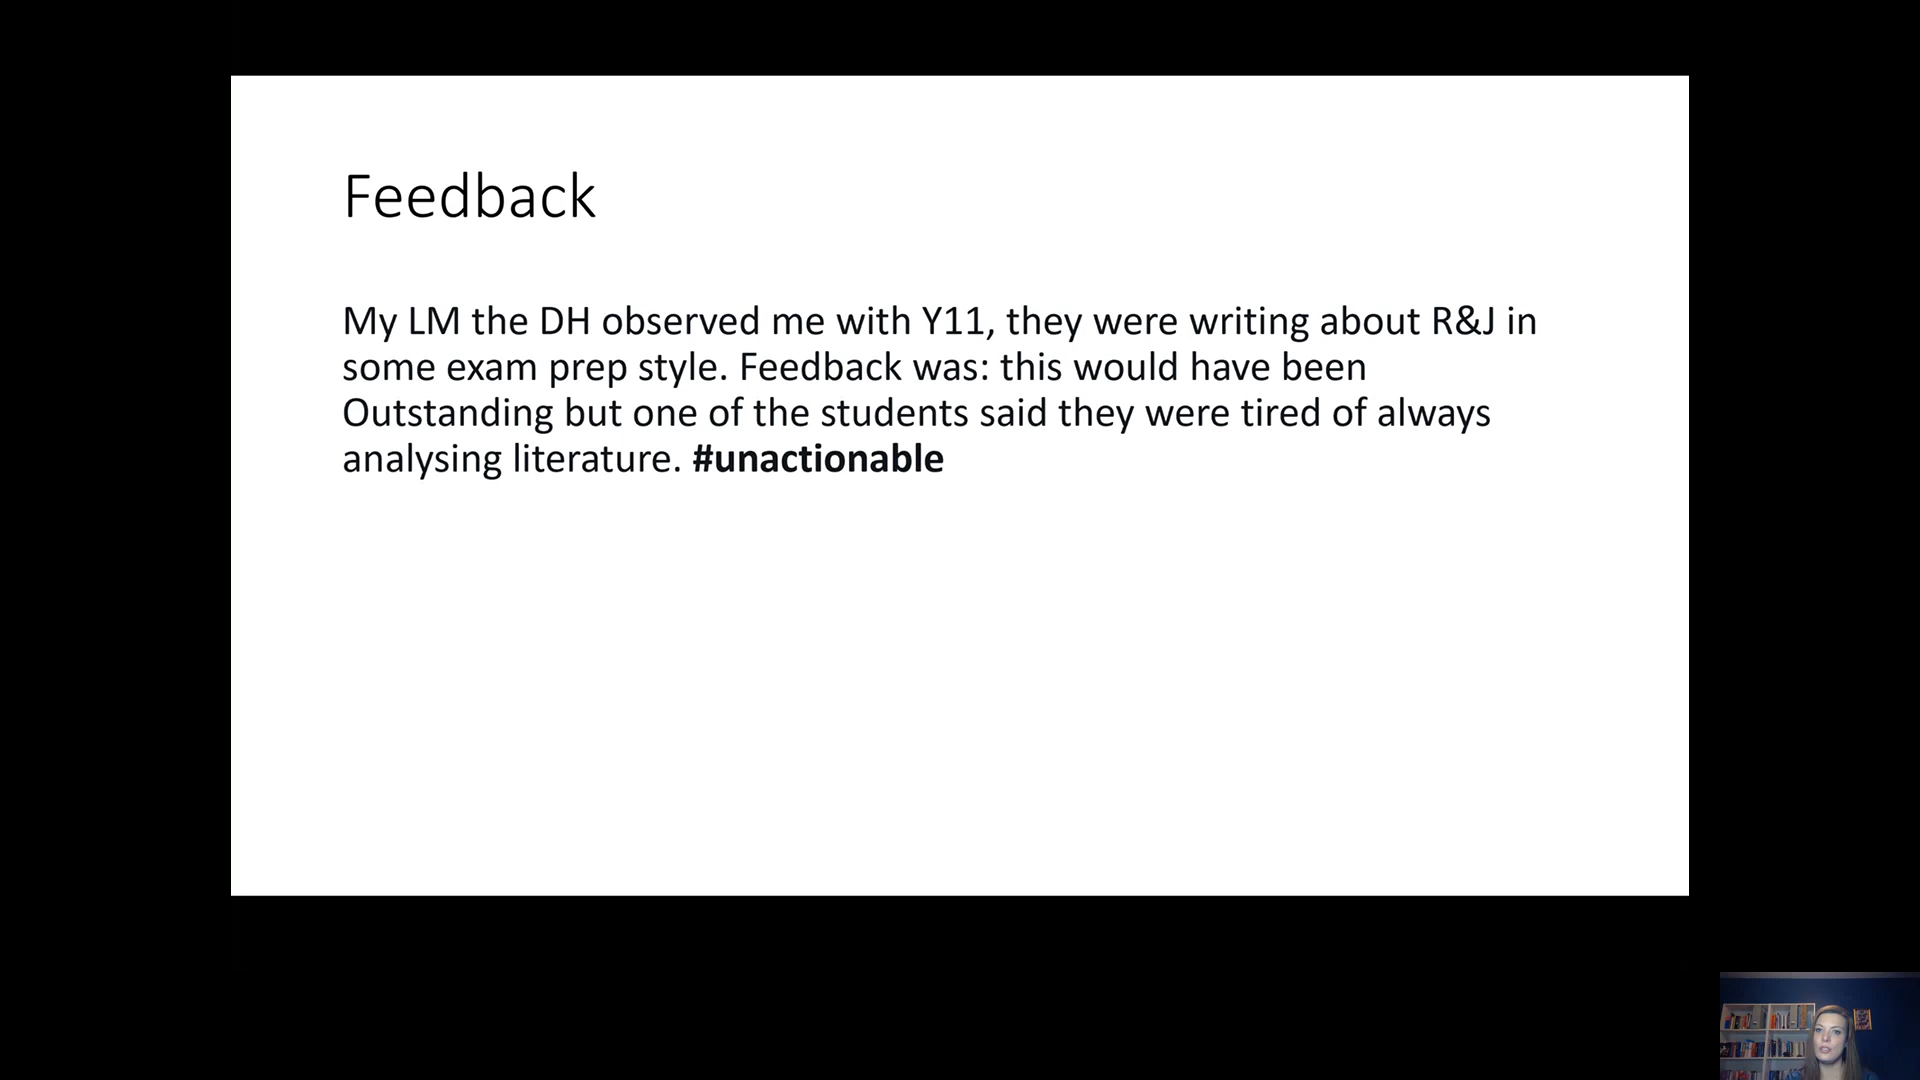 Feedback
My LM the DH observed me with Y11, they were writing about R&J in
some exam prep style. Feedback was: this would have been
Outstanding but one of the students said they were tired of always
analysing literature. #unactionable